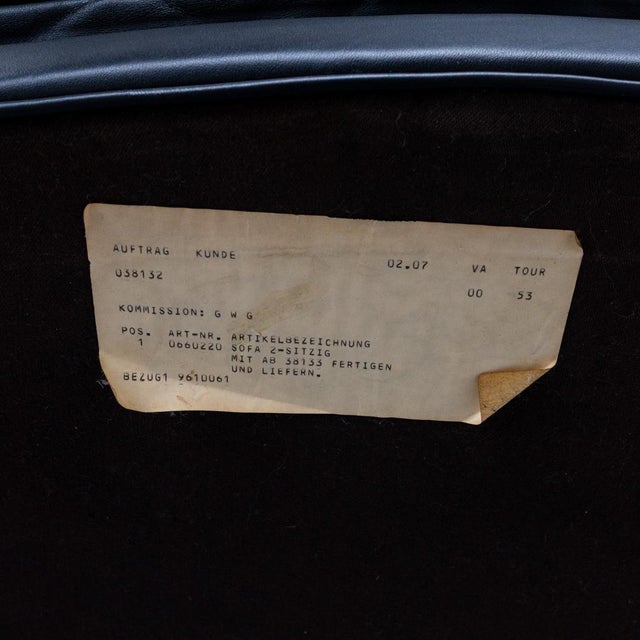 AUFTRAG KUNDE 02.07 VA TOUR
038132 00 53
KOMMISSION: G W G
POS. ART-NR. ARTIKELBEZEICHNUNG
1 0660220 SOFA 2-SITZIG
MIT AB 38133 FERTIGEN
UND LIEFERN.
BEZUG1 9610061